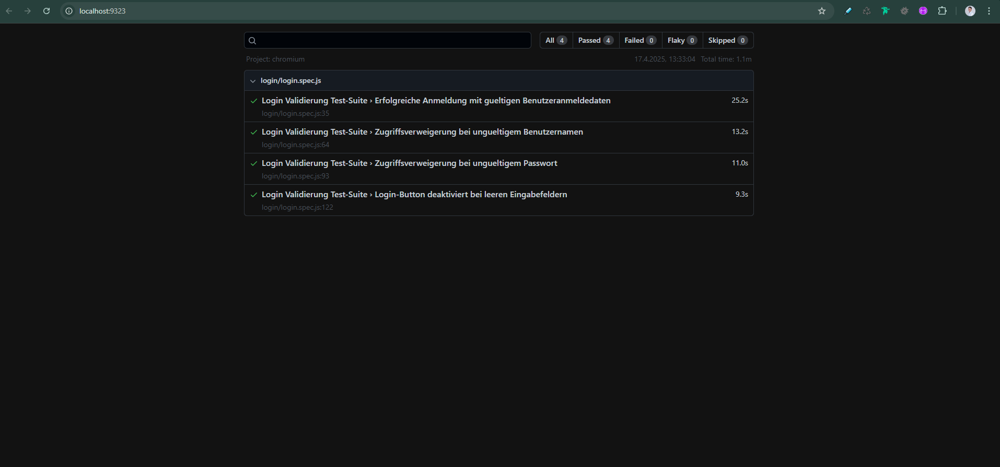 localhost:9323
All 4 Passed 4 Failed 0 Flaky 0 Skipped 0
Project: chromium 17.4.2025, 13:33:04 Total time: 1.1m
login/login.spec.js
Login Validierung Test-Suite › Erfolgreiche Anmeldung mit gueltigen Benutzeranmeldedaten 25.2s
login/login.spec.js:35
Login Validierung Test-Suite › Zugriffsverweigerung bei ungueltigem Benutzernamen 13.2s
login/login.spec.js:64
Login Validierung Test-Suite › Zugriffsverweigerung bei ungueltigem Passwort 11.0s
login/login.spec.js:93
Login Validierung Test-Suite › Login-Button deaktiviert bei leeren Eingabefeldern 9.3s
login/login.spec.js:122